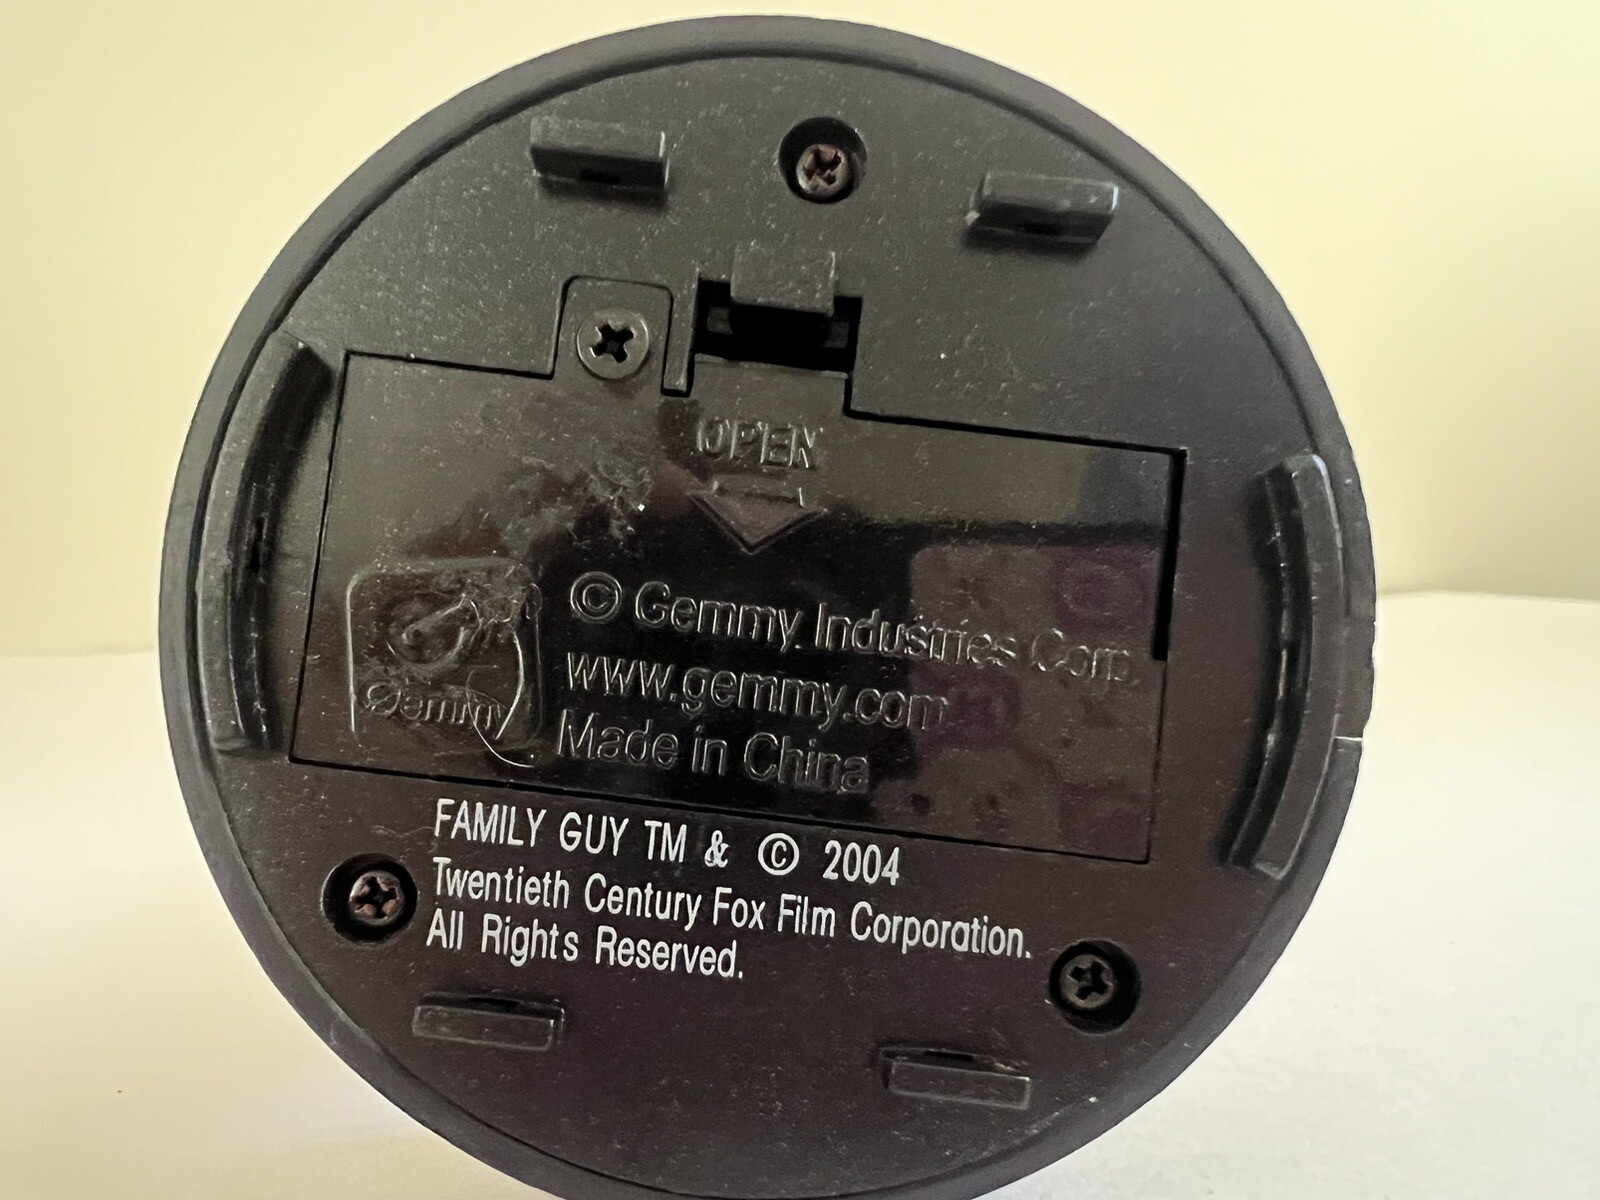 OPEN
Gemmy
© Gemmy Industries Corp.
www.gemmy.com
Made in China
FAMILY GUY TM & © 2004
Twentieth Century Fox Film Corporation.
All Rights Reserved.